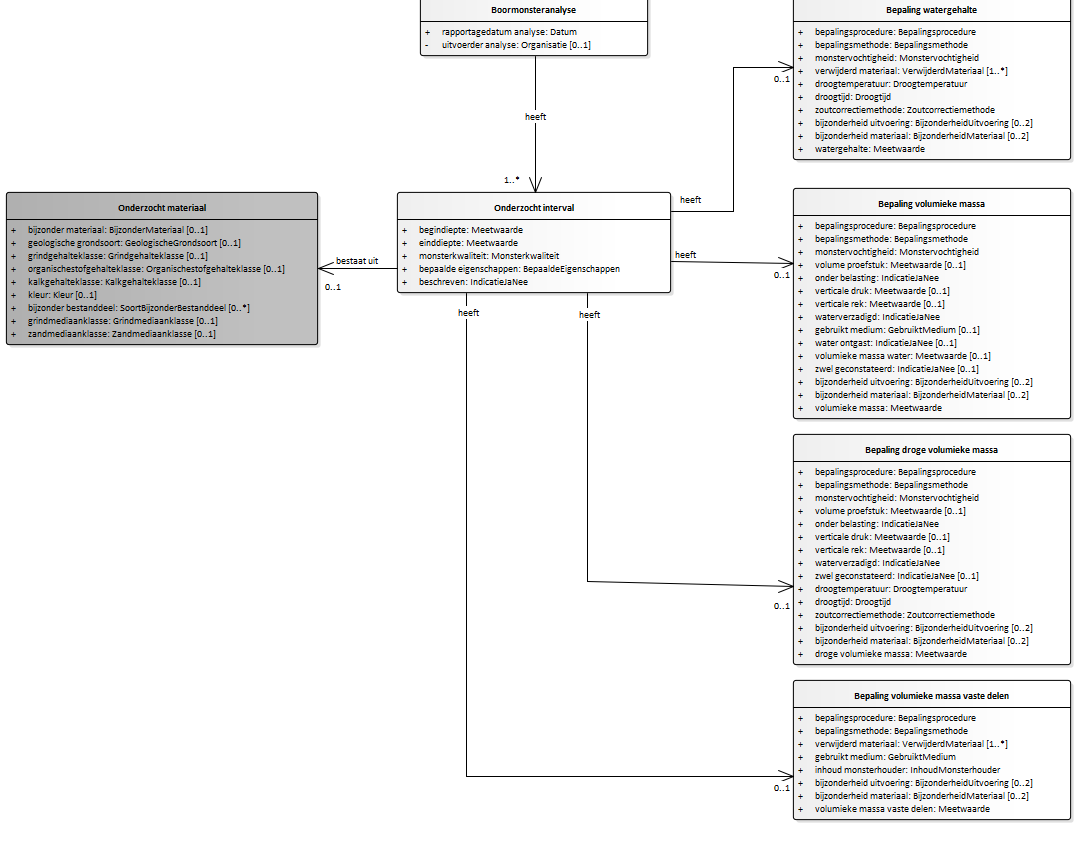 Boormonsteranalyse
+ rapportagedatum analyse: Datum
- uitvoerder analyse: Organisatie [0..1]
heeft
1..*
Onderzocht materiaal
+ bijzonder materiaal: BijzonderMateriaal [0..1]
+ geologische grondsoort: GeologischeGrondsoort [0..1]
+ grindgehalteklasse: Grindgehalteklasse [0..1]
+ organischestofgehalteklasse: Organischestofgehalteklasse [0..1]
+ kalkgehalteklasse: Kalkgehalteklasse [0..1]
+ kleur: Kleur [0..1]
+ bijzonder bestanddeel: SoortBijzonderBestanddeel [0..*]
+ grindmediaanklasse: Grindmediaanklasse [0..1]
+ zandmediaanklasse: Zandmediaanklasse [0..1]
bestaat uit
0..1
Onderzocht interval
+ begindiepte: Meetwaarde
+ einddiepte: Meetwaarde
+ monsterkwaliteit: Monsterkwaliteit
+ bepaalde eigenschappen: BepaaldeEigenschappen
+ beschreven: IndicatieJaNee
heeft
heeft
heeft
heeft
0..1
Bepaling watergehalte
+ bepalingsprocedure: Bepalingsprocedure
+ bepalingsmethode: Bepalingsmethode
+ monstervochtigheid: Monstervochtigheid
+ verwijderd materiaal: VerwijderdMateriaal [1..*]
+ droogtemperatuur: Droogtemperatuur
+ droogtijd: Droogtijd
+ zoutcorrectiemethode: Zoutcorrectiemethode
+ bijzonderheid uitvoering: BijzonderheidUitvoering [0..2]
+ bijzonderheid materiaal: BijzonderheidMateriaal [0..2]
+ watergehalte: Meetwaarde
0..1
Bepaling volumieke massa
+ bepalingsprocedure: Bepalingsprocedure
+ bepalingsmethode: Bepalingsmethode
+ monstervochtigheid: Monstervochtigheid
+ volume proefstuk: Meetwaarde [0..1]
+ onder belasting: IndicatieJaNee
+ verticale druk: Meetwaarde [0..1]
+ verticale rek: Meetwaarde [0..1]
+ waterverzadigd: IndicatieJaNee
+ gebruikt medium: GebruiktMedium [0..1]
+ water ontgast: IndicatieJaNee [0..1]
+ volumieke massa water: Meetwaarde [0..1]
+ zwel geconstateerd: IndicatieJaNee [0..1]
+ bijzonderheid uitvoering: BijzonderheidUitvoering [0..2]
+ bijzonderheid materiaal: BijzonderheidMateriaal [0..2]
+ volumieke massa: Meetwaarde
0..1
Bepaling droge volumieke massa
+ bepalingsprocedure: Bepalingsprocedure
+ bepalingsmethode: Bepalingsmethode
+ monstervochtigheid: Monstervochtigheid
+ volume proefstuk: Meetwaarde [0..1]
+ onder belasting: IndicatieJaNee
+ verticale druk: Meetwaarde [0..1]
+ verticale rek: Meetwaarde [0..1]
+ waterverzadigd: IndicatieJaNee
+ zwel geconstateerd: IndicatieJaNee [0..1]
+ droogtemperatuur: Droogtemperatuur
+ droogtijd: Droogtijd
+ zoutcorrectiemethode: Zoutcorrectiemethode
+ bijzonderheid uitvoering: BijzonderheidUitvoering [0..2]
+ bijzonderheid materiaal: BijzonderheidMateriaal [0..2]
+ droge volumieke massa: Meetwaarde
0..1
Bepaling volumieke massa vaste delen
+ bepalingsprocedure: Bepalingsprocedure
+ bepalingsmethode: Bepalingsmethode
+ verwijderd materiaal: VerwijderdMateriaal [1..*]
+ gebruikt medium: GebruiktMedium
+ inhoud monsterhouder: InhoudMonsterhouder
+ bijzonderheid uitvoering: BijzonderheidUitvoering [0..2]
+ bijzonderheid materiaal: BijzonderheidMateriaal [0..2]
+ volumieke massa vaste delen: Meetwaarde